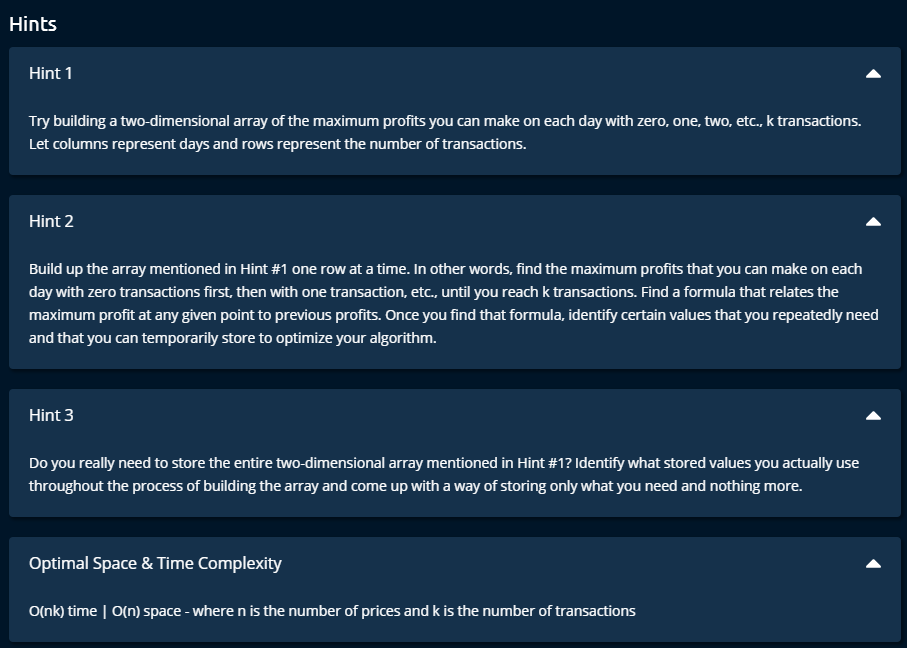 Hints
Hint 1
Try building a two-dimensional array of the maximum profits you can make on each day with zero, one, two, etc., k transactions.
Let columns represent days and rows represent the number of transactions.
Hint 2
Build up the array mentioned in Hint #1 one row at a time. In other words, find the maximum profits that you can make on each
day with zero transactions first, then with one transaction, etc., until you reach k transactions. Find a formula that relates the
maximum profit at any given point to previous profits. Once you find that formula, identify certain values that you repeatedly need
and that you can temporarily store to optimize your algorithm.
Hint 3
Do you really need to store the entire two-dimensional array mentioned in Hint #1? Identify what stored values you actually use
throughout the process of building the array and come up with a way of storing only what you need and nothing more.
Optimal Space & Time Complexity
O(nk) time | O(n) space - where n is the number of prices and k is the number of transactions